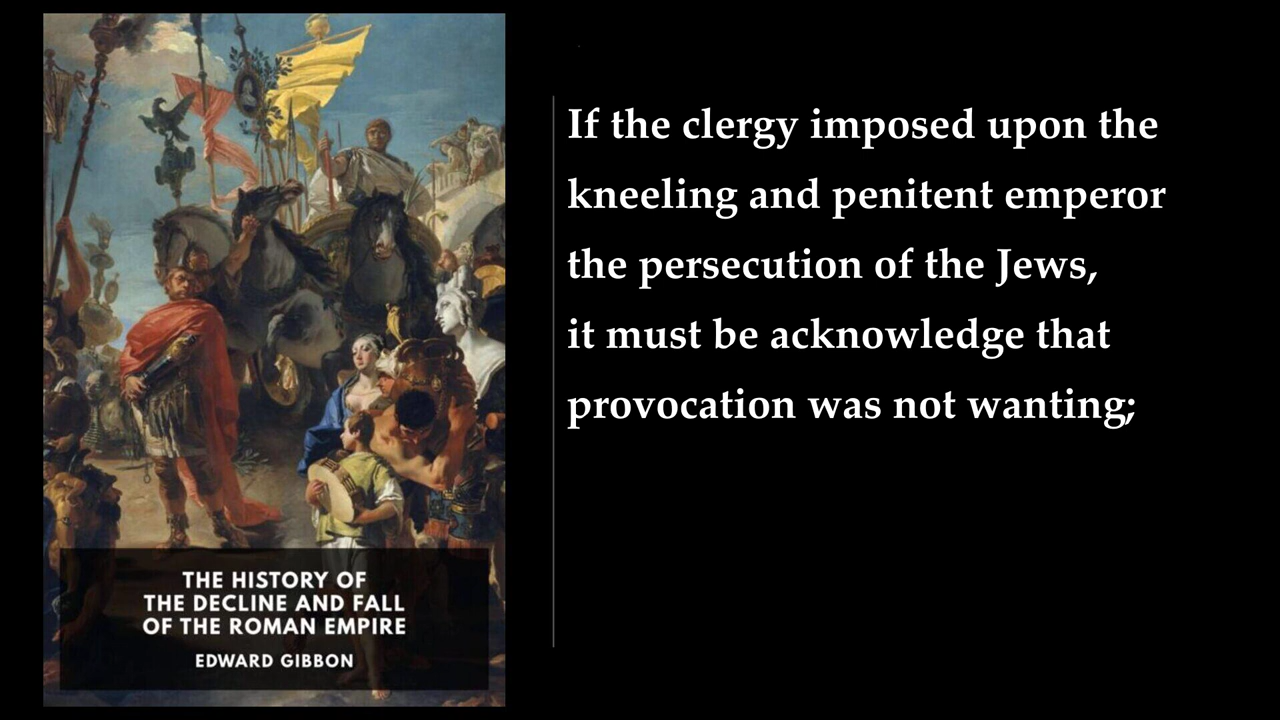 THE HISTORY OF
THE DECLINE AND FALL
OF THE ROMAN EMPIRE
EDWARD GIBBON
If the clergy imposed upon the
kneeling and penitent emperor
the persecution of the Jews,
it must be acknowledge that
provocation was not wanting;